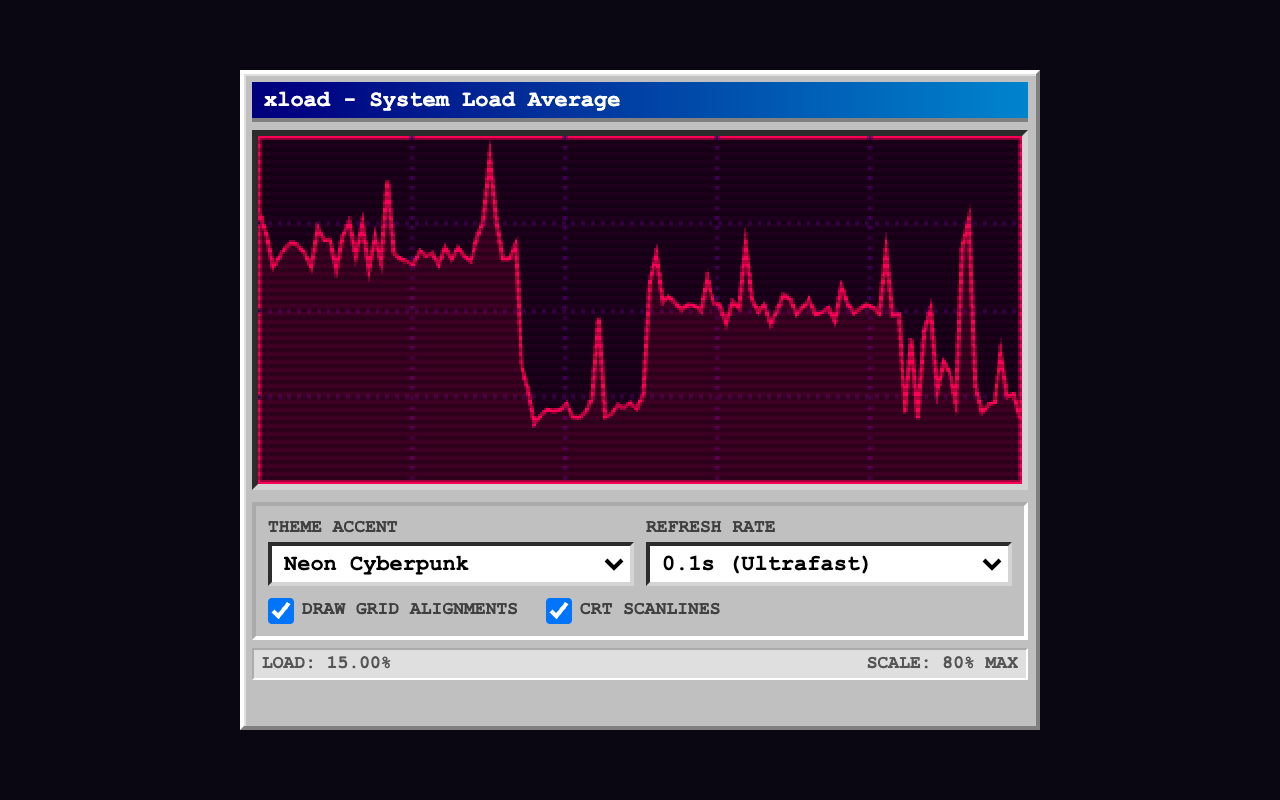 xload - System Load Average
THEME ACCENT
REFRESH RATE
Neon Cyberpunk
0.1s (Ultrafast)
DRAW GRID ALIGNMENTS
CRT SCANLINES
LOAD: 15.00%
SCALE: 80% MAX